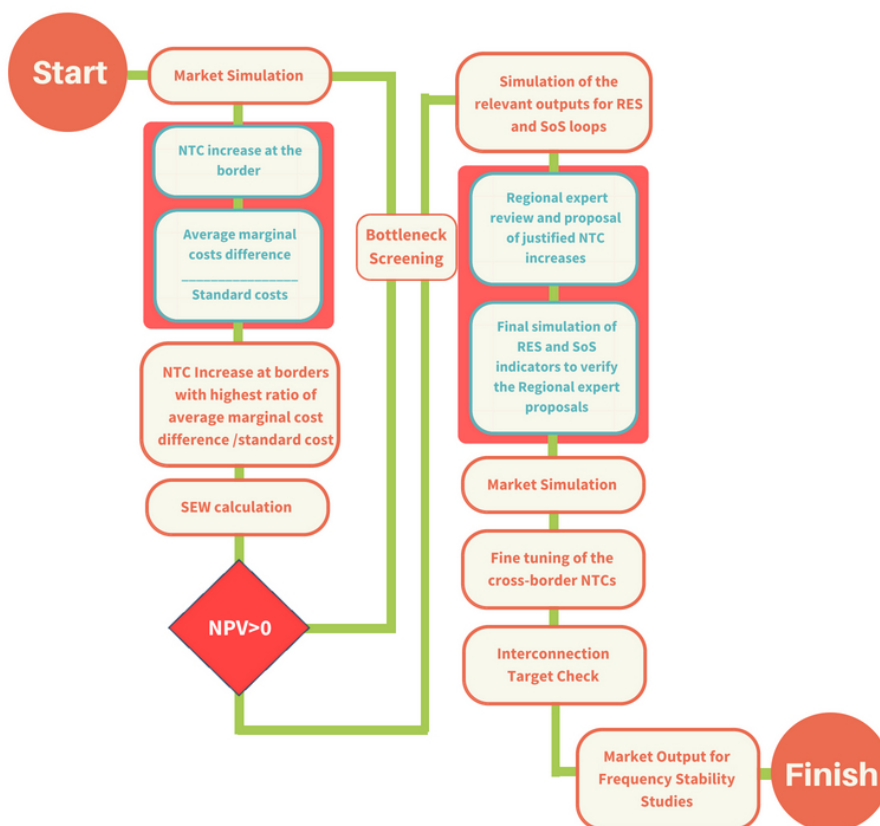 Start
Market Simulation
NTC increase at the
border
Average marginal
costs difference
Standard costs
NTC Increase at borders
with highest ratio of
average marginal cost
difference /standard cost
SEW calculation
NPV>0
Bottleneck
Screening
Simulation of the
relevant outputs for RES
and SoS loops
Regional expert
review and proposal
of justified NTC
increases
Final simulation of
RES and SoS
indicators to verify
the Regional expert
proposals
Market Simulation
Fine tuning of the
cross-border NTCs
Interconnection
Target Check
Market Output for
Frequency Stability
Studies
Finish